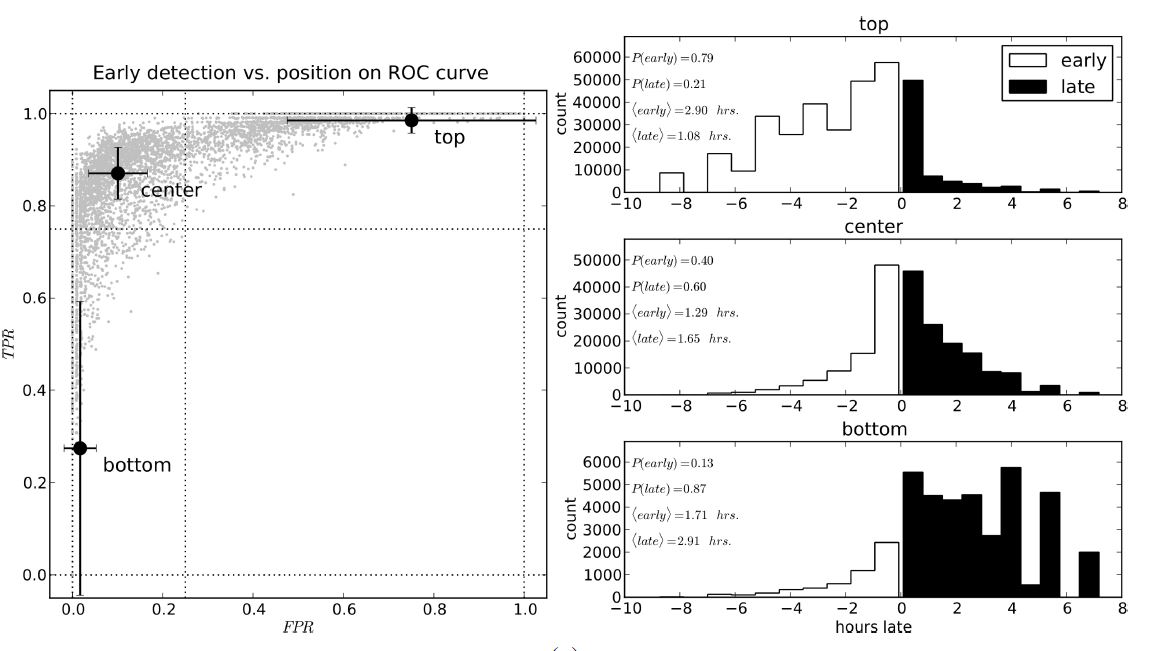 Early detection vs. position on ROC curve
1.0
0.8
0.6
0.4
0.2
0.0
TPR
top
center
bottom
0.0 0.2 0.4 0.6 0.8 1.0
FPR
top
60000
50000
40000
30000
20000
10000
0
count
P(early)=0.79
P(late)=0.21
⟨early⟩=2.90 hrs.
⟨late⟩=1.08 hrs.
early
late
−10 −8 −6 −4 −2 0 2 4 6 8
center
50000
40000
30000
20000
10000
0
count
P(early)=0.40
P(late)=0.60
⟨early⟩=1.29 hrs.
⟨late⟩=1.65 hrs.
−10 −8 −6 −4 −2 0 2 4 6 8
bottom
6000
5000
4000
3000
2000
1000
0
count
P(early)=0.13
P(late)=0.87
⟨early⟩=1.71 hrs.
⟨late⟩=2.91 hrs.
−10 −8 −6 −4 −2 0 2 4 6 8
hours late